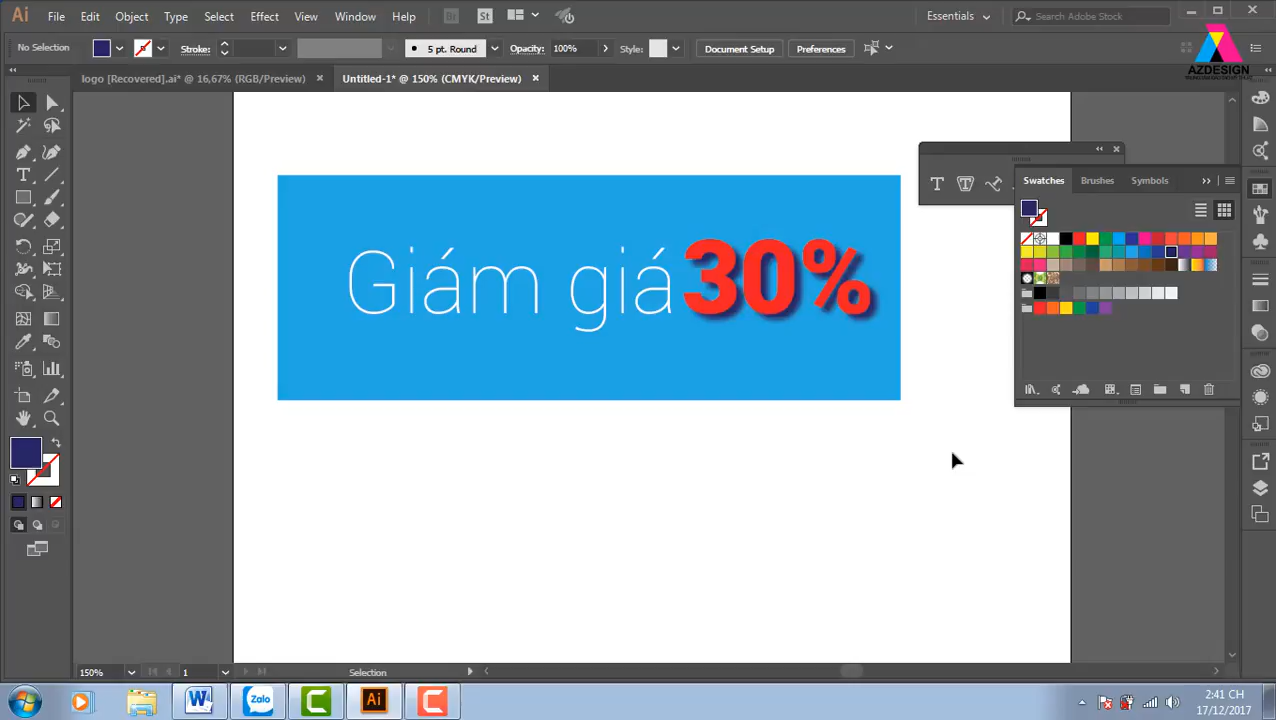 Ai File Edit Object Type Select Effect View Window Help Br St Essentials Search Adobe Stock
No Selection Stroke: 5 pt. Round Opacity: 100% Style: Document Setup Preferences
AZDESIGN
logo [Recovered].ai* @ 16,67% (RGB/Preview) × Untitled-1* @ 150% (CMYK/Preview) ×
Swatches Brushes Symbols
Giám giá 30%
150% 1 Selection
W Zalo C Ai C
2:41 CH
17/12/2017